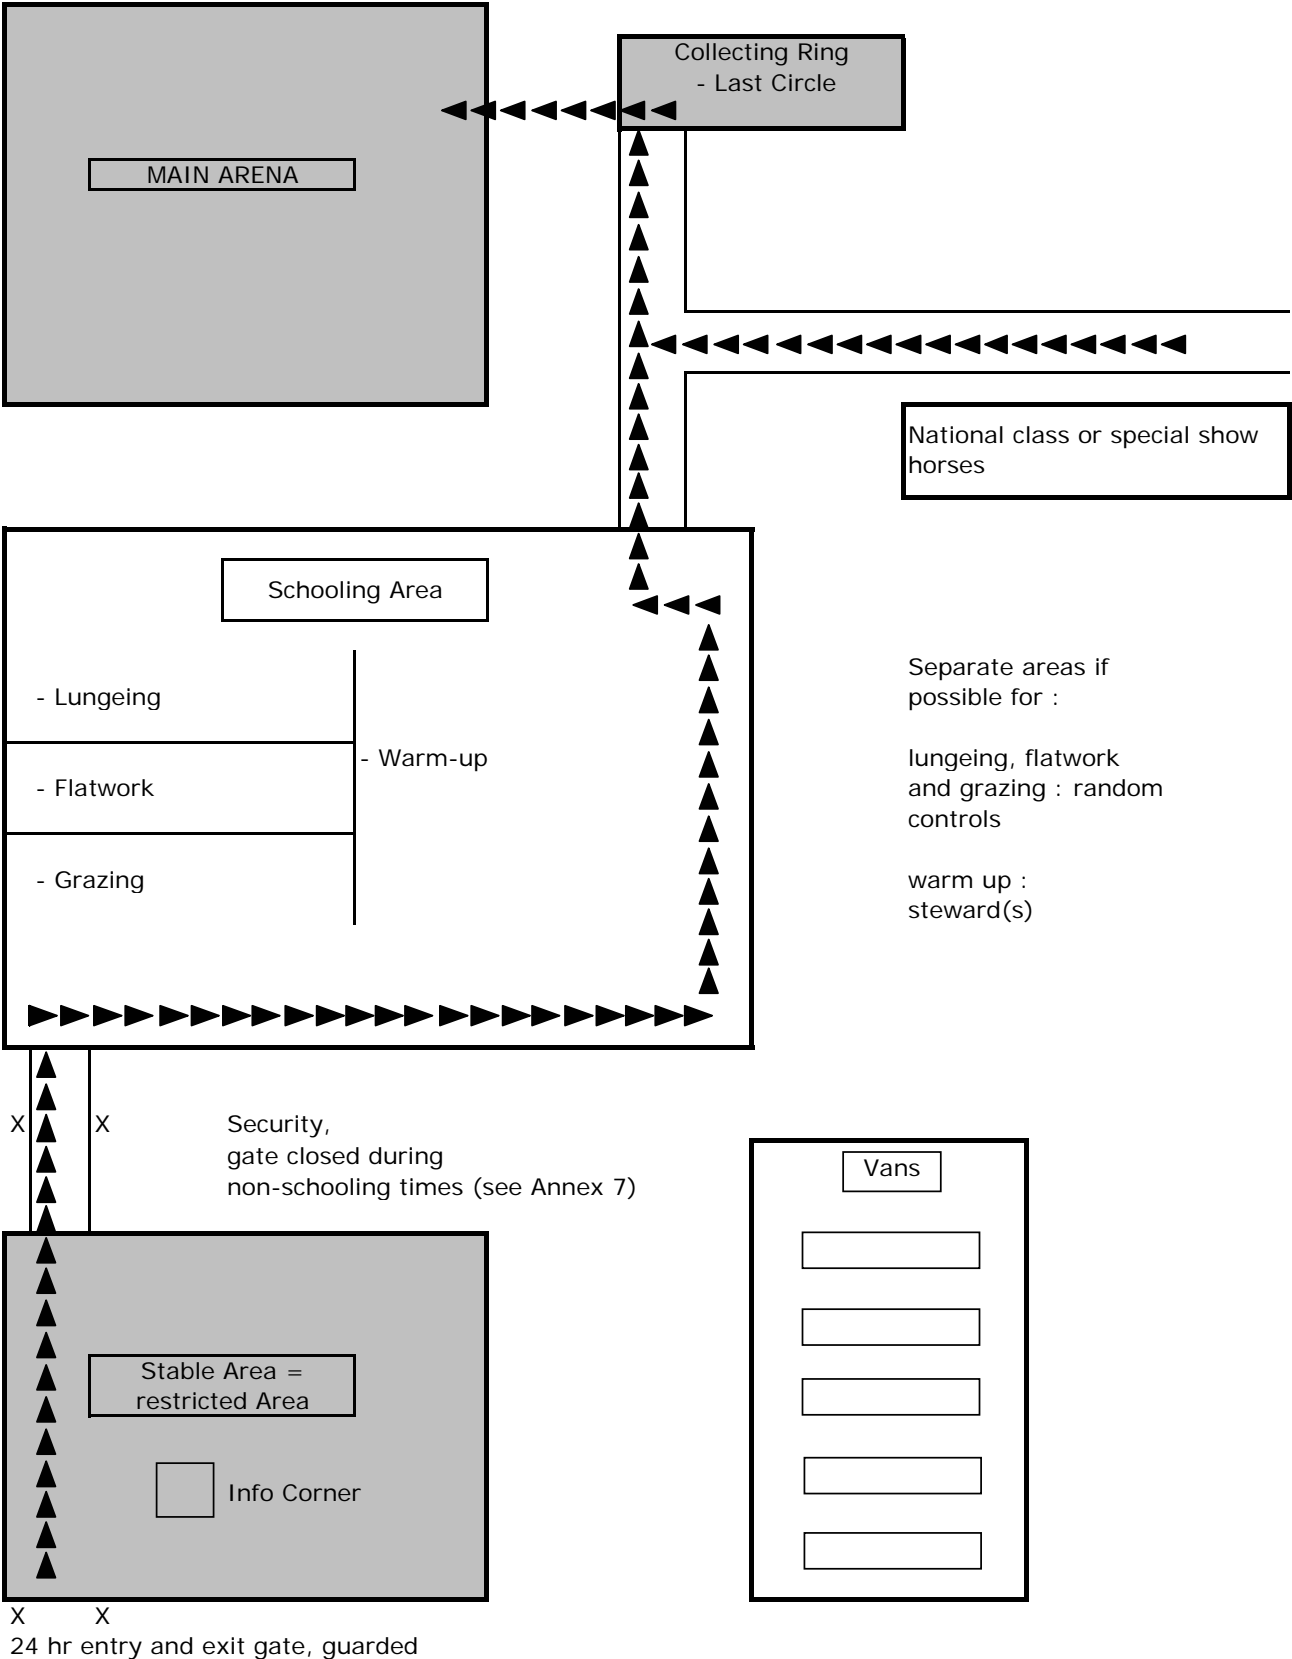 Collecting Ring
- Last Circle
MAIN ARENA
National class or special show
horses
Schooling Area
- Lungeing
- Warm-up
- Flatwork
- Grazing
Separate areas if
possible for :
lungeing, flatwork
and grazing : random
controls
warm up :
steward(s)
X X
Security,
gate closed during
non-schooling times (see Annex 7)
Vans
Stable Area =
restricted Area
Info Corner
X X
24 hr entry and exit gate, guarded